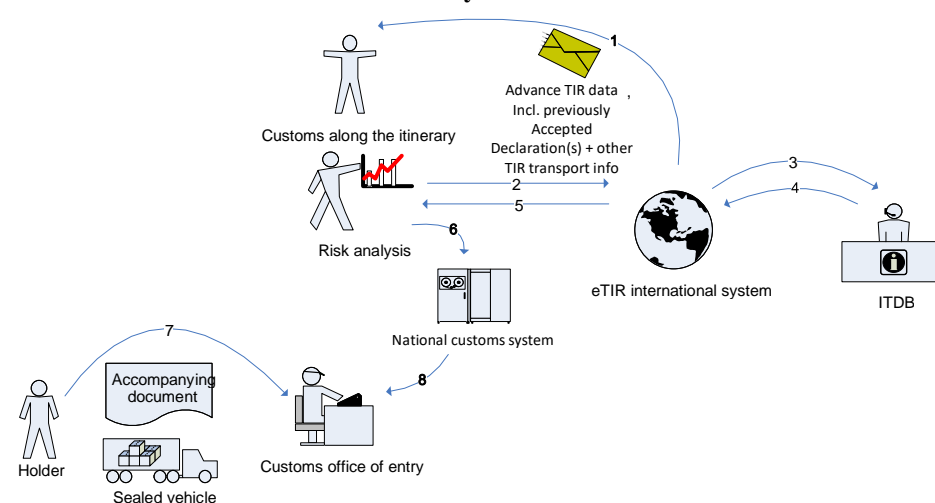 1
Advance TIR data ,
Incl. previously
Accepted
Declaration(s) + other
TIR transport info
Customs along the itinerary
2
3
4
5
6
Risk analysis
eTIR international system
i
ITDB
National customs system
7
8
Accompanying
document
Holder
Customs office of entry
Sealed vehicle